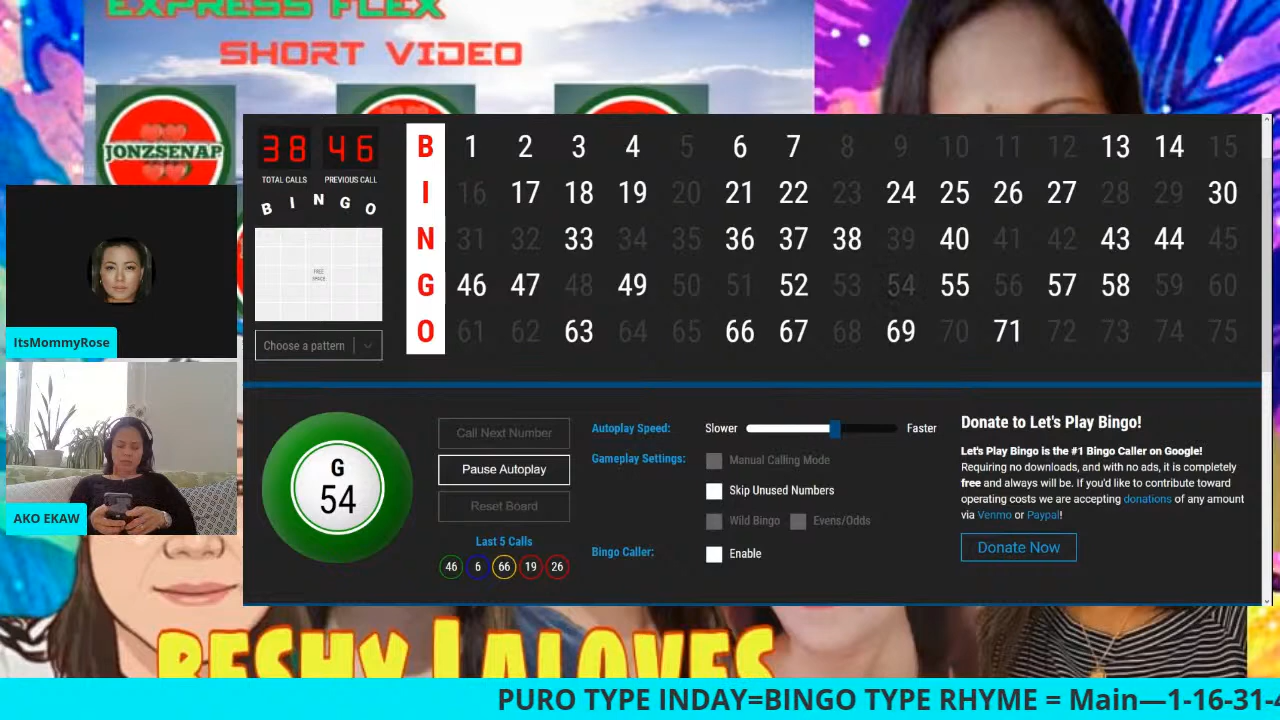 EXPRESS FLEX
SHORT VIDEO
JONZSENAP
38 46
TOTAL CALLS PREVIOUS CALL
B I N G O
FREE SPACE
Choose a pattern
B 1 2 3 4 5 6 7 8 9 10 11 12 13 14 15
I 16 17 18 19 20 21 22 23 24 25 26 27 28 29 30
N 31 32 33 34 35 36 37 38 39 40 41 42 43 44 45
G 46 47 48 49 50 51 52 53 54 55 56 57 58 59 60
O 61 62 63 64 65 66 67 68 69 70 71 72 73 74 75
ItsMommyRose
AKO EKAW
G
54
Call Next Number
Pause Autoplay
Reset Board
Last 5 Calls
46 6 66 19 26
Autoplay Speed: Slower Faster
Gameplay Settings: Manual Calling Mode
Skip Unused Numbers
Wild Bingo Evens/Odds
Bingo Caller: Enable
Donate to Let's Play Bingo!
Let's Play Bingo is the #1 Bingo Caller on Google!
Requiring no downloads, and with no ads, it is completely
free and always will be. If you'd like to contribute toward
operating costs we are accepting donations of any amount
via Venmo or Paypal!
Donate Now
BESHY LALOVES
PURO TYPE INDAY=BINGO TYPE RHYME = Main—1-16-31-4